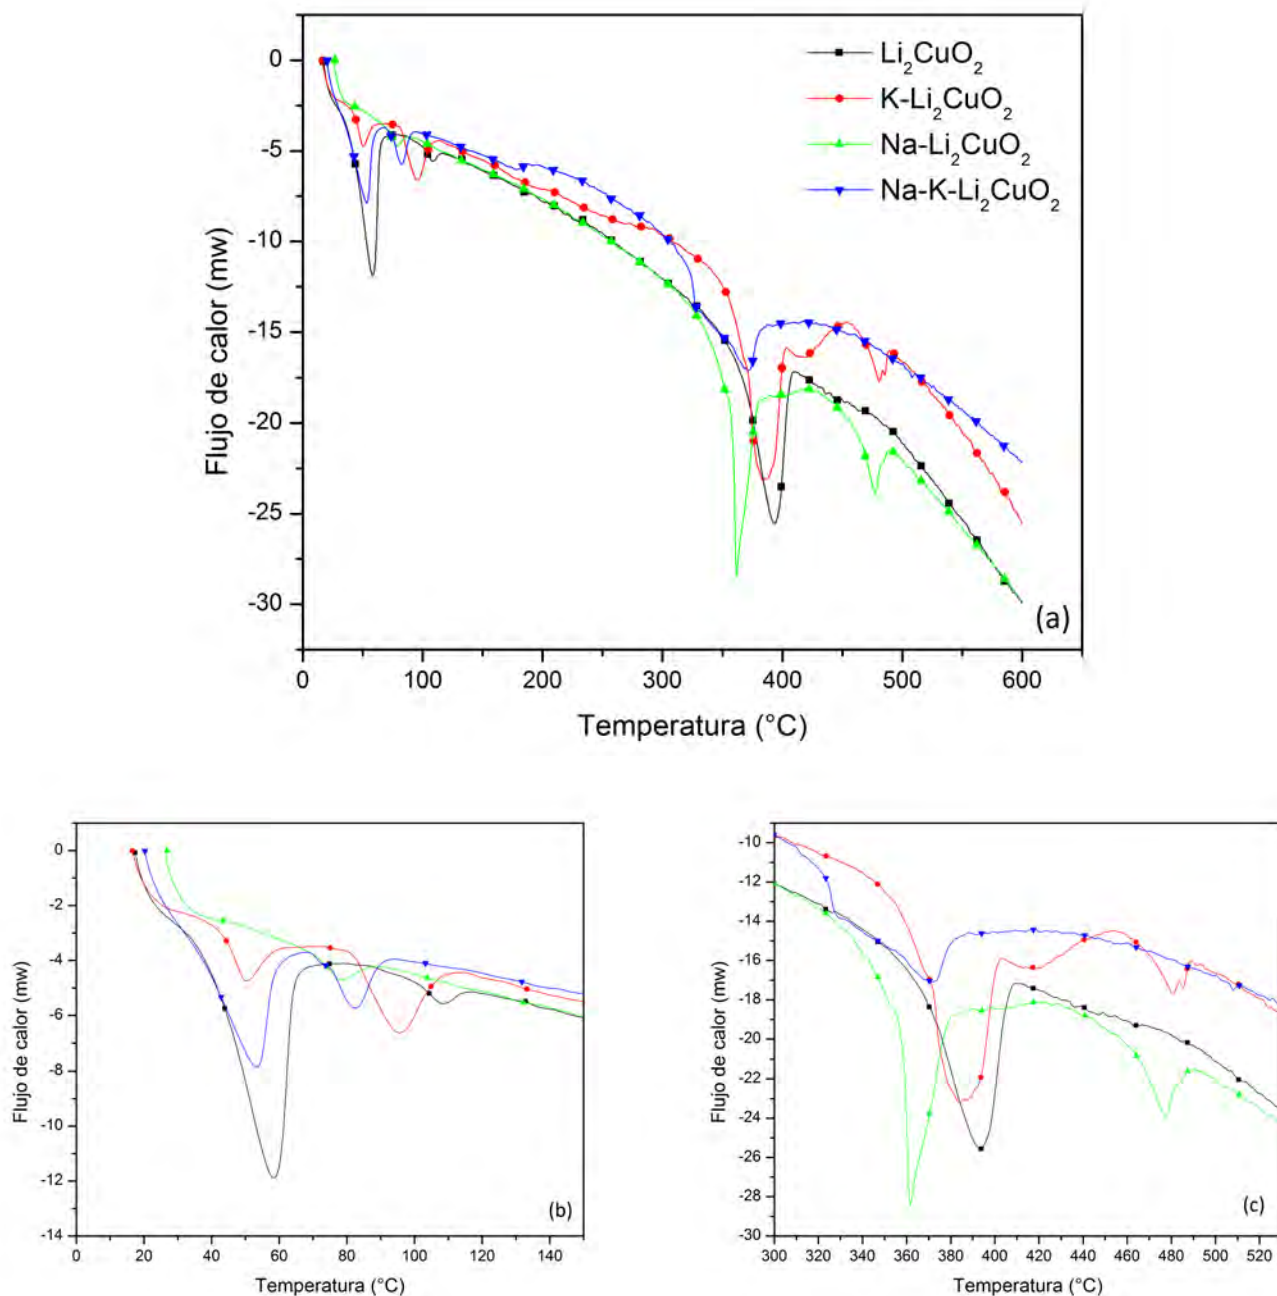 Li₂CuO₂
K-Li₂CuO₂
Na-Li₂CuO₂
Na-K-Li₂CuO₂
0
-5
-10
-15
-20
-25
-30
Flujo de calor (mw)
(a)
0 100 200 300 400 500 600
Temperatura (°C)
0
-2
-4
-6
-8
-10
-12
-14
Flujo de calor (mw)
(b)
0 20 40 60 80 100 120 140
Temperatura (°C)
-10
-12
-14
-16
-18
-20
-22
-24
-26
-28
-30
Flujo de calor (mw)
(c)
300 320 340 360 380 400 420 440 460 480 500 520
Temperatura (°C)